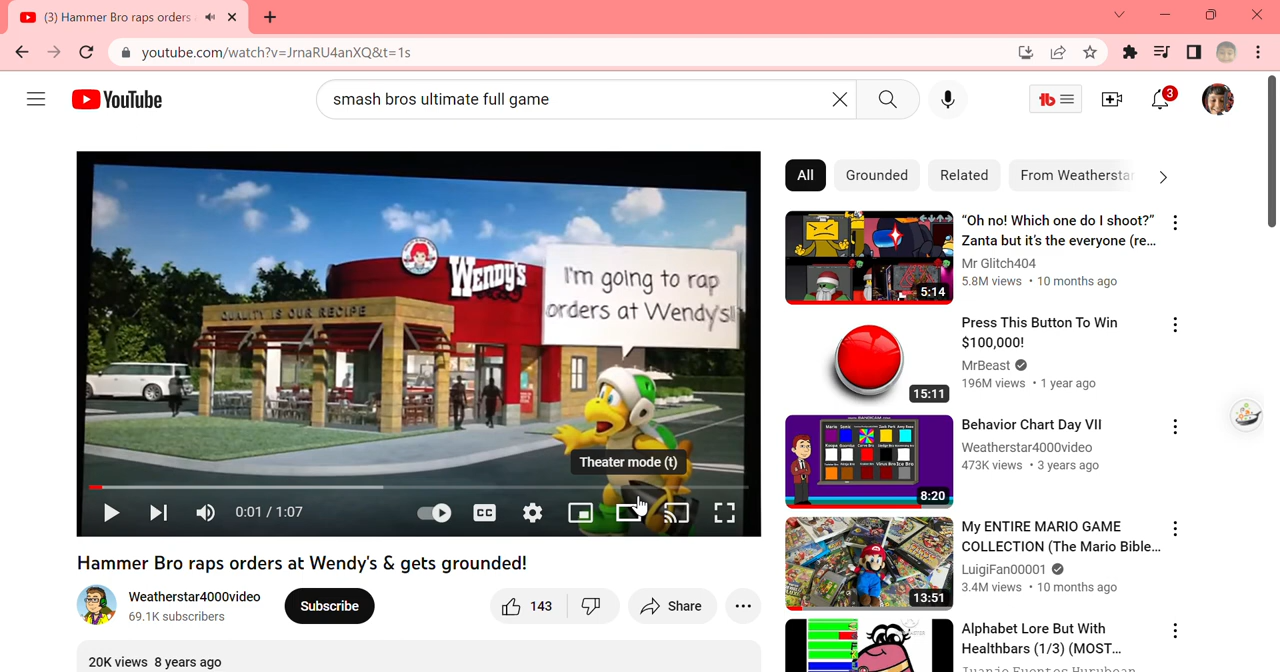 (3) Hammer Bro raps orders
youtube.com/watch?v=JrnaRU4anXQ&t=1s
YouTube
smash bros ultimate full game
3
QUALITY IS OUR RECIPE
Wendy's
I'm going to rap
orders at Wendy's!
Theater mode (t)
0:01 / 1:07
CC
Hammer Bro raps orders at Wendy's & gets grounded!
Weatherstar4000video
69.1K subscribers
Subscribe
143
Share
20K views 8 years ago
All
Grounded
Related
From Weatherstar
“Oh no! Which one do I shoot?”
Zanta but it’s the everyone (re...
Mr Glitch404
5.8M views • 10 months ago
5:14
Press This Button To Win
$100,000!
MrBeast
196M views • 1 year ago
15:11
Behavior Chart Day VII
Weatherstar4000video
473K views • 3 years ago
8:20
My ENTIRE MARIO GAME
COLLECTION (The Mario Bible...
LuigiFan00001
3.4M views • 10 months ago
13:51
Alphabet Lore But With
Healthbars (1/3) (MOST...